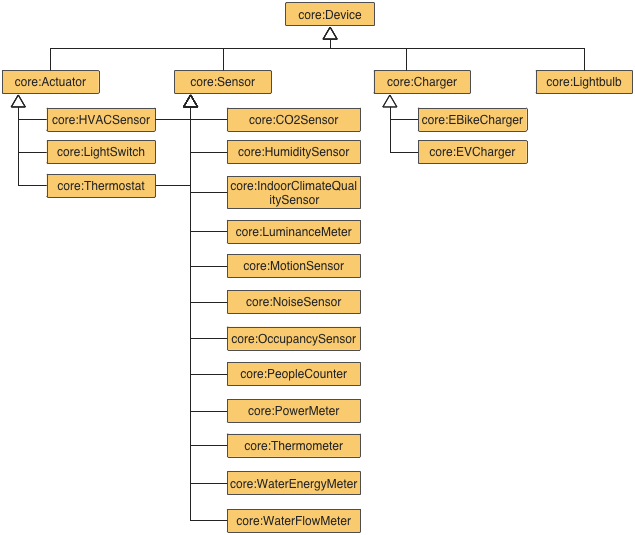 core:Device
core:Actuator
core:Sensor
core:Charger
core:Lightbulb
core:HVACSensor
core:CO2Sensor
core:EBikeCharger
core:LightSwitch
core:HumiditySensor
core:EVCharger
core:Thermostat
core:IndoorClimateQual
itySensor
core:LuminanceMeter
core:MotionSensor
core:NoiseSensor
core:OccupancySensor
core:PeopleCounter
core:PowerMeter
core:Thermometer
core:WaterEnergyMeter
core:WaterFlowMeter